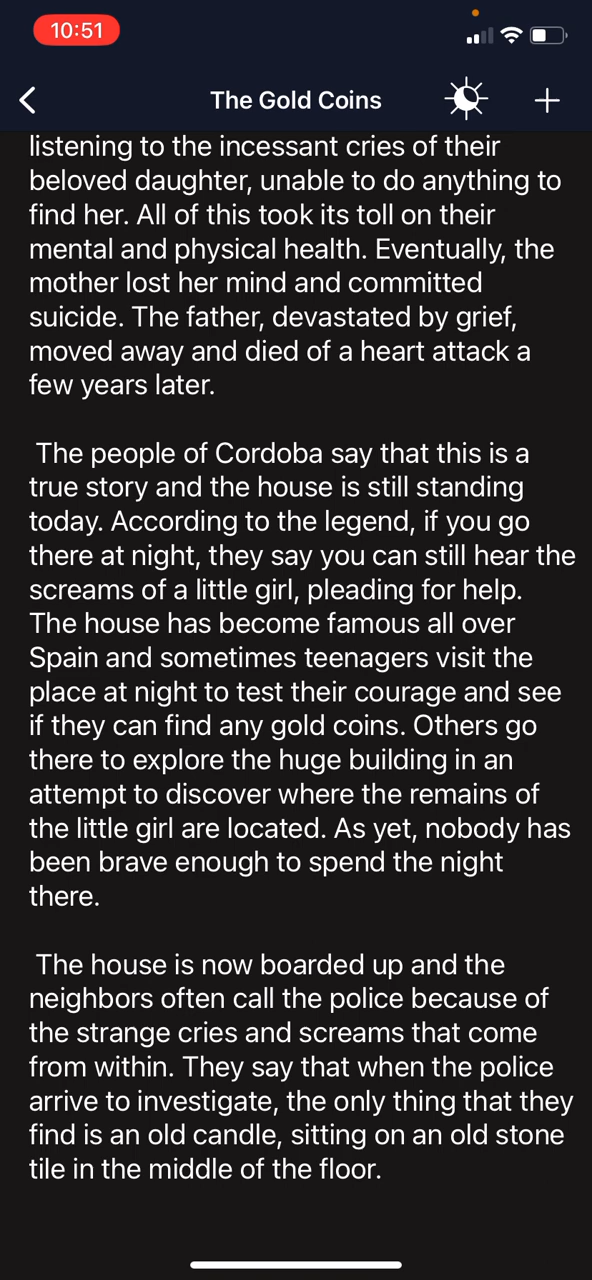 10:51
The Gold Coins
listening to the incessant cries of their
beloved daughter, unable to do anything to
find her. All of this took its toll on their
mental and physical health. Eventually, the
mother lost her mind and committed
suicide. The father, devastated by grief,
moved away and died of a heart attack a
few years later.
The people of Cordoba say that this is a
true story and the house is still standing
today. According to the legend, if you go
there at night, they say you can still hear the
screams of a little girl, pleading for help.
The house has become famous all over
Spain and sometimes teenagers visit the
place at night to test their courage and see
if they can find any gold coins. Others go
there to explore the huge building in an
attempt to discover where the remains of
the little girl are located. As yet, nobody has
been brave enough to spend the night
there.
The house is now boarded up and the
neighbors often call the police because of
the strange cries and screams that come
from within. They say that when the police
arrive to investigate, the only thing that they
find is an old candle, sitting on an old stone
tile in the middle of the floor.